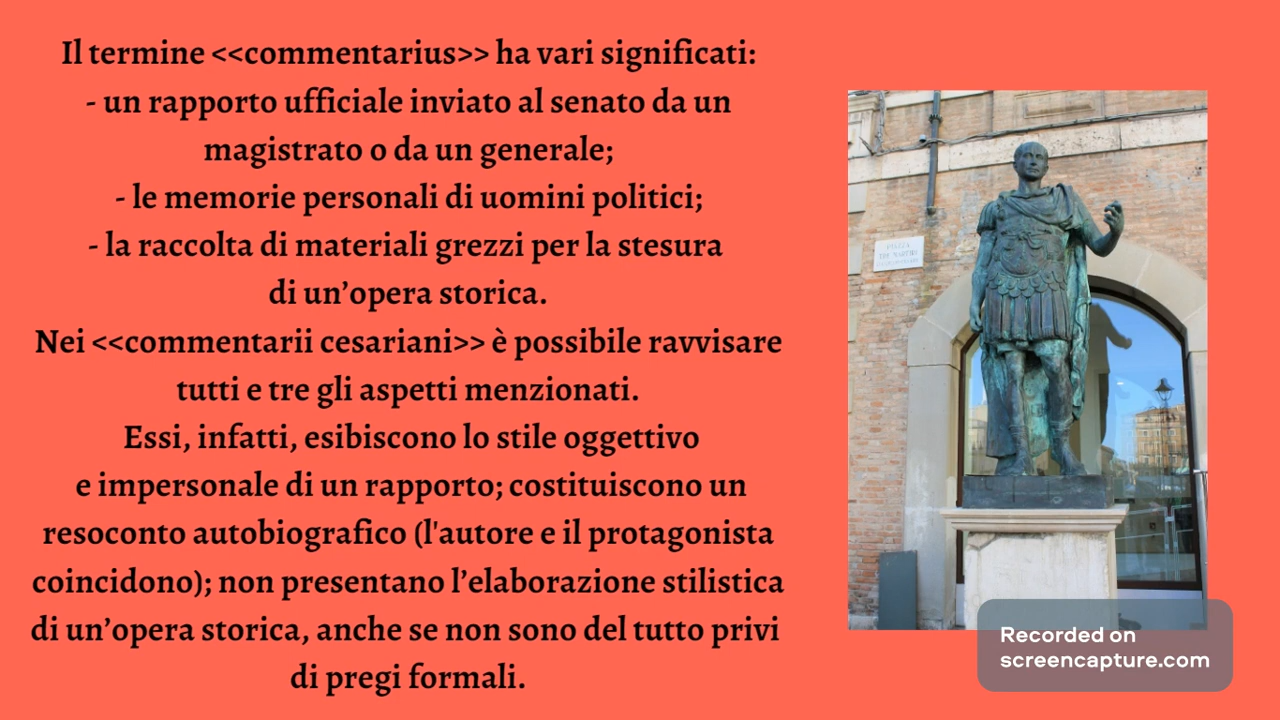 Il termine <<commentarius>> ha vari significati:
- un rapporto ufficiale inviato al senato da un
magistrato o da un generale;
- le memorie personali di uomini politici;
- la raccolta di materiali grezzi per la stesura
di un’opera storica.
Nei <<commentarii cesariani>> è possibile ravvisare
tutti e tre gli aspetti menzionati.
Essi, infatti, esibiscono lo stile oggettivo
e impersonale di un rapporto; costituiscono un
resoconto autobiografico (l'autore e il protagonista
coincidono); non presentano l’elaborazione stilistica
di un’opera storica, anche se non sono del tutto privi
di pregi formali.
PIAZZA
TRE MARTIRI
Recorded on
screencapture.com